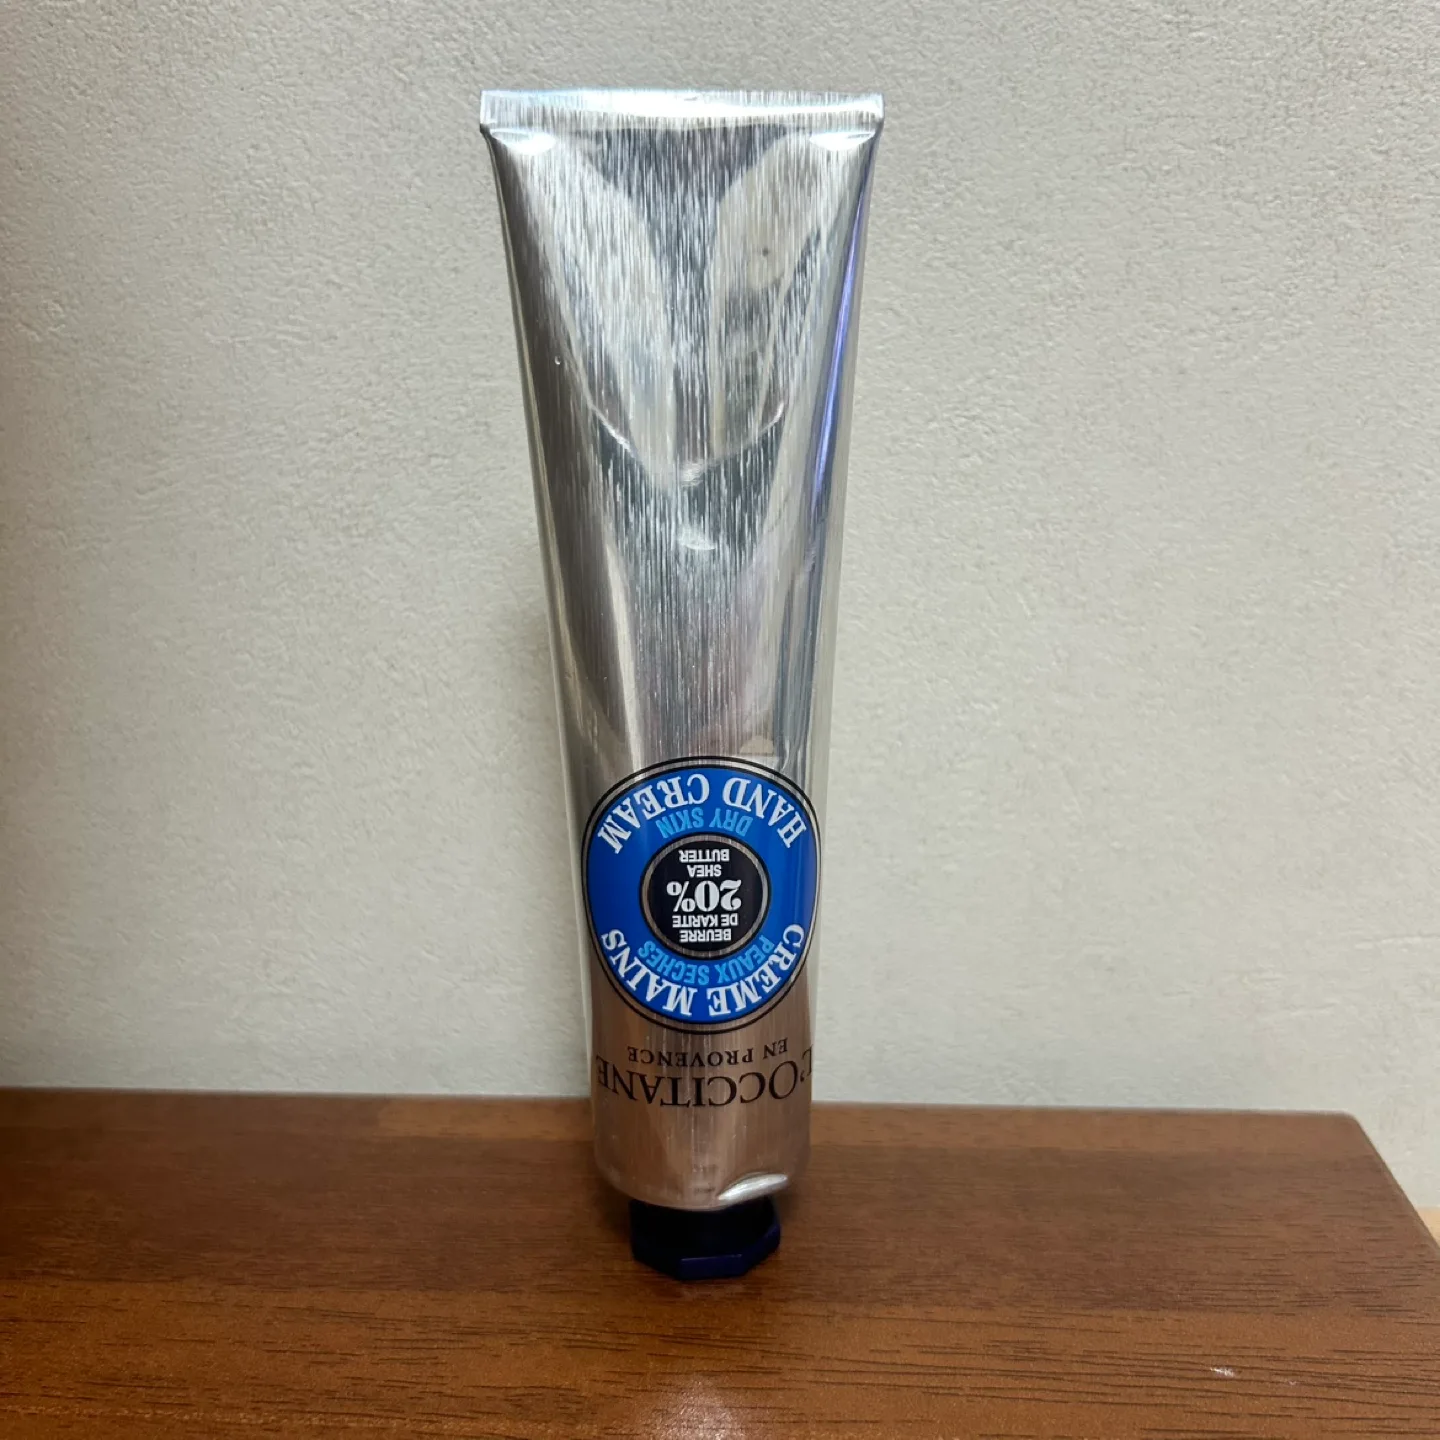 L'OCCITANE
EN PROVENCE
CREME MAINS
PEAUX SECHES
BEURRE
DE KARITE
20%
SHEA
BUTTER
DRY SKIN
HAND CREAM